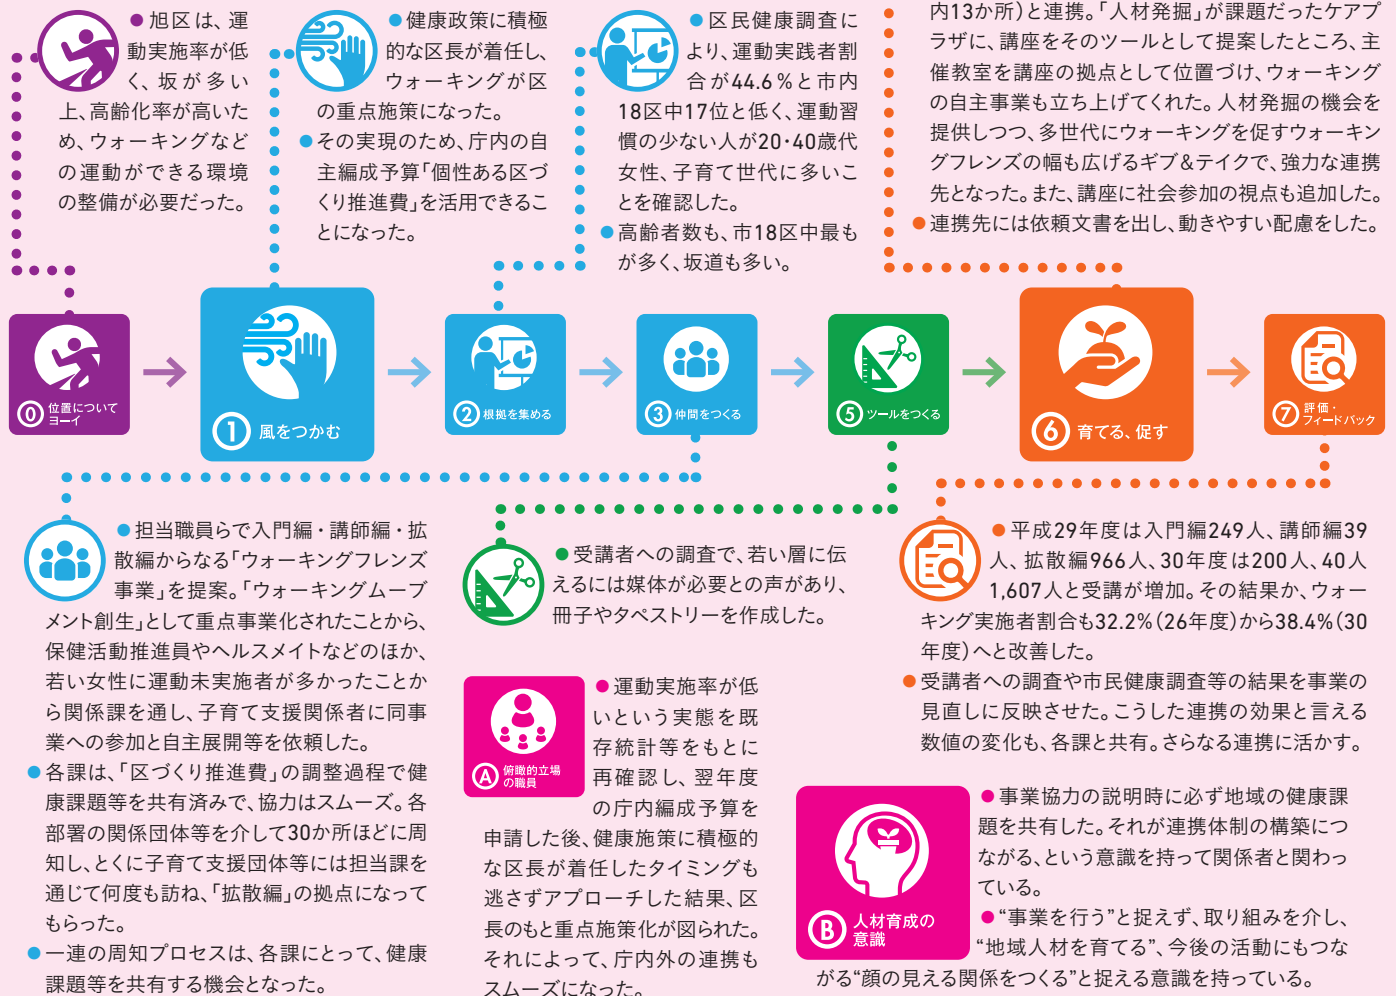 ●旭区は、運
動実施率が低
く、坂が多い
上、高齢化率が高いた
め、ウォーキングなど
の運動ができる環境
の整備が必要だった。
●健康政策に積極
的な区長が着任し、
ウォーキングが区
の重点施策になった。
●その実現のため、庁内の自
主編成予算「個性ある区づ
くり推進費」を活用できるこ
とになった。
●区民健康調査に
より、運動実践者割
合が44.6％と市内
18区中17位と低く、運動習
慣の少ない人が20・40歳代
女性、子育て世代に多いこ
とを確認した。
●高齢者数も、市18区中最も
が多く、坂道も多い。
内13か所）と連携。「人材発掘」が課題だったケアプ
ラザに、講座をそのツールとして提案したところ、主
催教室を講座の拠点として位置づけ、ウォーキング
の自主事業も立ち上げてくれた。人材発掘の機会を
提供しつつ、多世代にウォーキングを促すウォーキン
グフレンズの幅も広げるギブ＆テイクで、強力な連携
先となった。また、講座に社会参加の視点も追加した。
●連携先には依頼文書を出し、動きやすい配慮をした。
⓪ 位置について
ヨーイ
① 風をつかむ
② 根拠を集める
③ 仲間をつくる
⑤ ツールをつくる
⑥ 育てる、促す
⑦ 評価・
フィードバック
●担当職員らで入門編・講師編・拡
散編からなる「ウォーキングフレンズ
事業」を提案。「ウォーキングムーブ
メント創生」として重点事業化されたことから、
保健活動推進員やヘルスメイトなどのほか、
若い女性に運動未実施者が多かったことか
ら関係課を通し、子育て支援関係者に同事
業への参加と自主展開等を依頼した。
●各課は、「区づくり推進費」の調整過程で健
康課題等を共有済みで、協力はスムーズ。各
部署の関係団体等を介して30か所ほどに周
知し、とくに子育て支援団体等には担当課を
通じて何度も訪ね、「拡散編」の拠点になって
もらった。
●一連の周知プロセスは、各課にとって、健康
課題等を共有する機会となった。
●受講者への調査で、若い層に伝
えるには媒体が必要との声があり、
冊子やタペストリーを作成した。
Ⓐ 俯瞰的立場
の職員
●運動実施率が低
いという実態を既
存統計等をもとに
再確認し、翌年度
の庁内編成予算を
申請した後、健康施策に積極的
な区長が着任したタイミングも
逃さずアプローチした結果、区
長のもと重点施策化が図られた。
それによって、庁内外の連携も
スムーズになった。
●平成29年度は入門編249人、講師編39
人、拡散編966人、30年度は200人、40人
1,607人と受講が増加。その結果か、ウォー
キング実施者割合も32.2％（26年度）から38.4％（30
年度）へと改善した。
●受講者への調査や市民健康調査等の結果を事業の
見直しに反映させた。こうした連携の効果と言える
数値の変化も、各課と共有。さらなる連携に活かす。
Ⓑ 人材育成の
意識
●事業協力の説明時に必ず地域の健康課
題を共有した。それが連携体制の構築につ
ながる、という意識を持って関係者と関わっ
ている。
●“事業を行う”と捉えず、取り組みを介し、
“地域人材を育てる”、今後の活動にもつな
がる“顔の見える関係をつくる”と捉える意識を持っている。